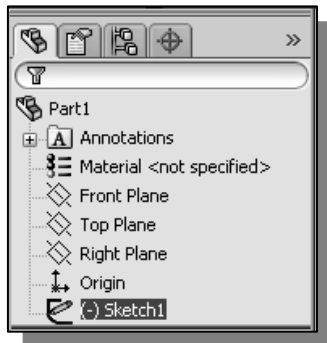 Part1
Annotations
Material <not specified>
Front Plane
Top Plane
Right Plane
Origin
(-) Sketch1